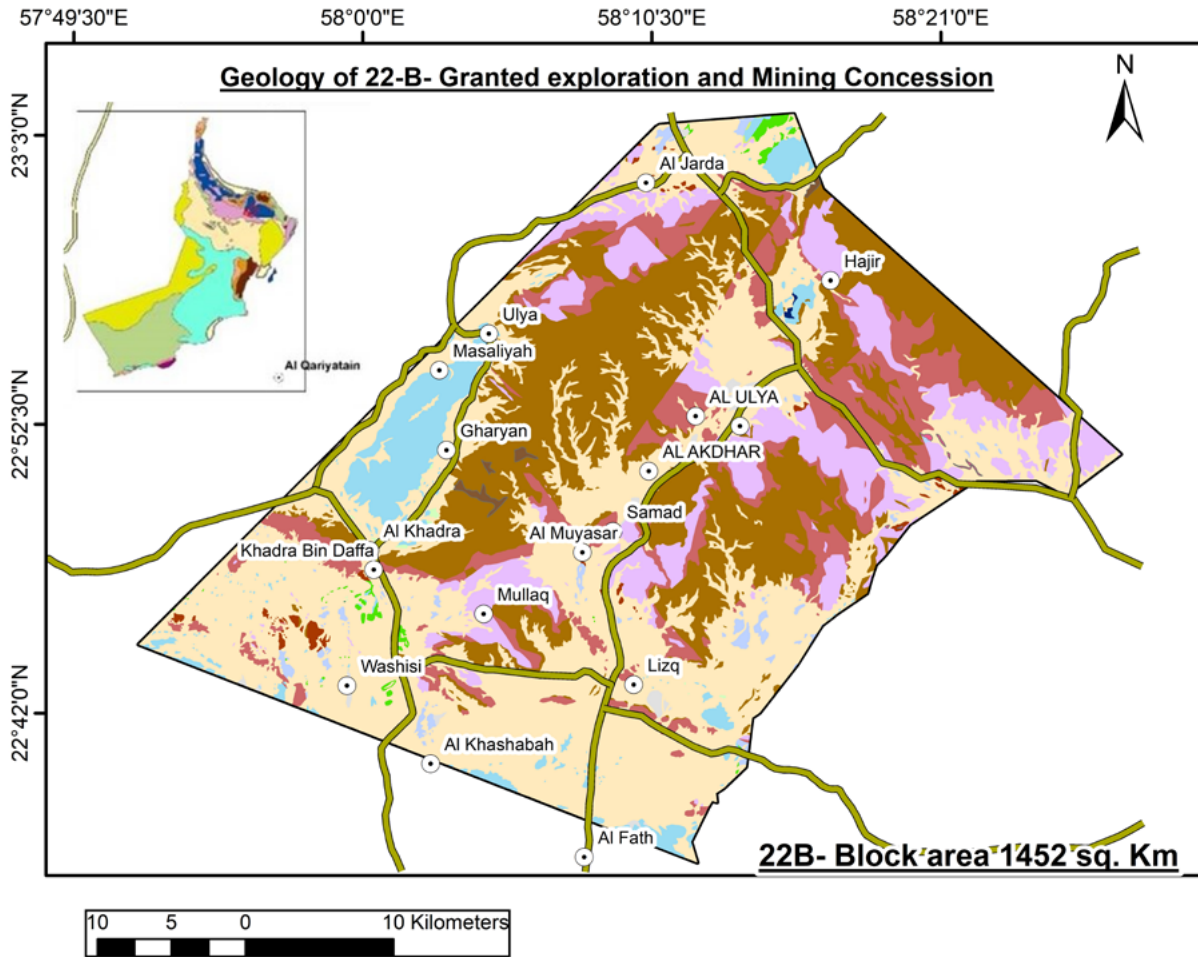 57°49'30"E 58°0'0"E 58°10'30"E 58°21'0"E
Geology of 22-B- Granted exploration and Mining Concession
N
23°3'0"N
Al Jarda
Hajir
Ulya
Masaliyah
Al Qariyatain
AL ULYA
22°52'30"N
Gharyan
AL AKDHAR
Samad
Al Khadra
Al Muyasar
Khadra Bin Daffa
Mullaq
Washisi
Lizq
22°42'0"N
Al Khashabah
Al Fath
22B- Block area 1452 sq. Km
10 5 0 10 Kilometers